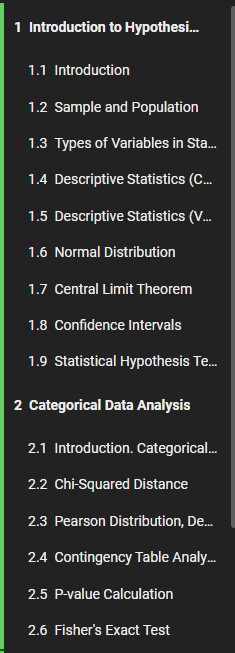 1 Introduction to Hypothesi...
1.1 Introduction
1.2 Sample and Population
1.3 Types of Variables in Sta...
1.4 Descriptive Statistics (C...
1.5 Descriptive Statistics (V...
1.6 Normal Distribution
1.7 Central Limit Theorem
1.8 Confidence Intervals
1.9 Statistical Hypothesis Te...
2 Categorical Data Analysis
2.1 Introduction. Categorical...
2.2 Chi-Squared Distance
2.3 Pearson Distribution, De...
2.4 Contingency Table Analy...
2.5 P-value Calculation
2.6 Fisher's Exact Test